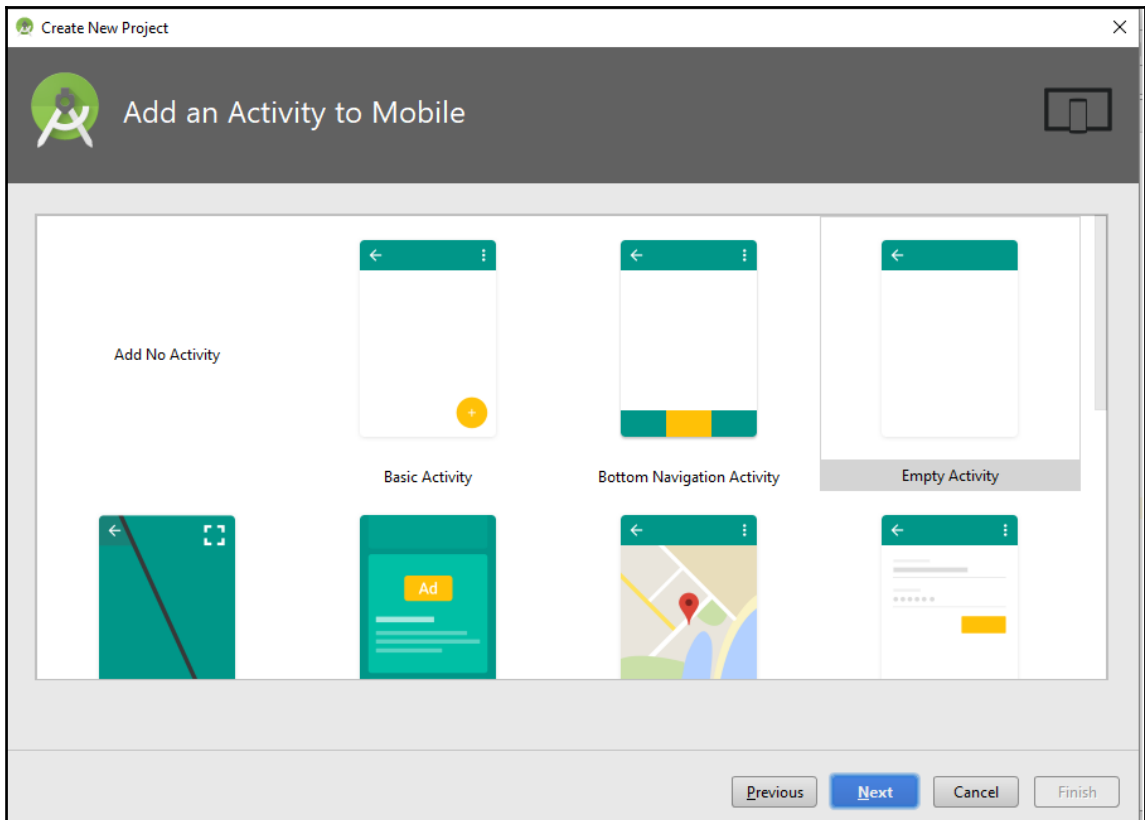 Create New Project
Add an Activity to Mobile
Add No Activity
Basic Activity
Bottom Navigation Activity
Empty Activity
Ad
Previous
Next
Cancel
Finish